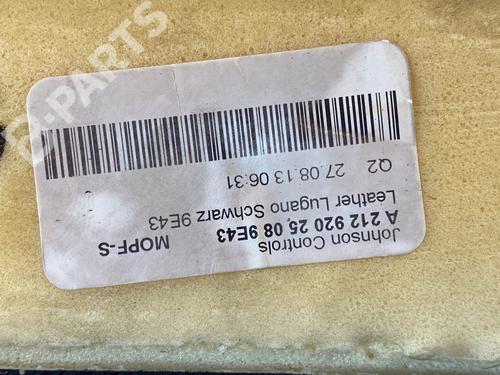 Johnson Controls
A 212 920 25 08 9E43
Leather Lugano Schwarz 9E43
MOPF-S
Q2 27.08.13 06:31
B-PARTS